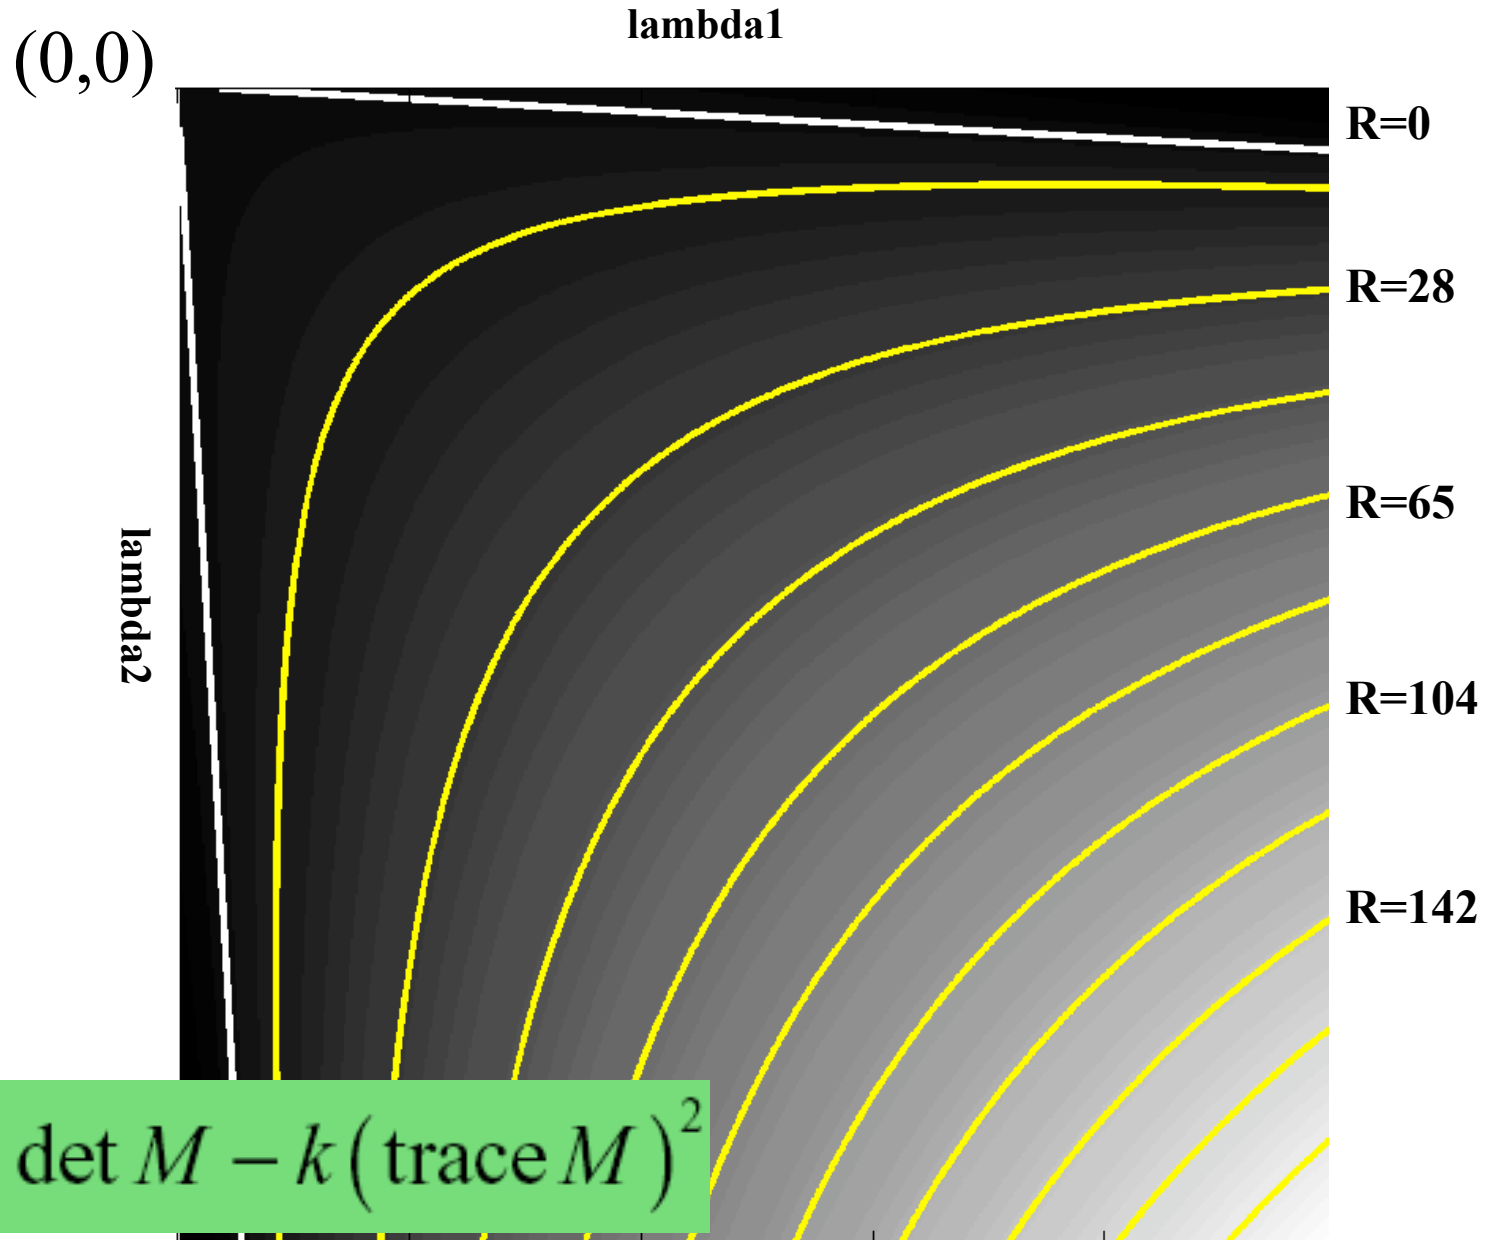 lambda1
(0,0)
R=0
R=28
R=65
lambda2
R=104
R=142
det M − k(trace M)²